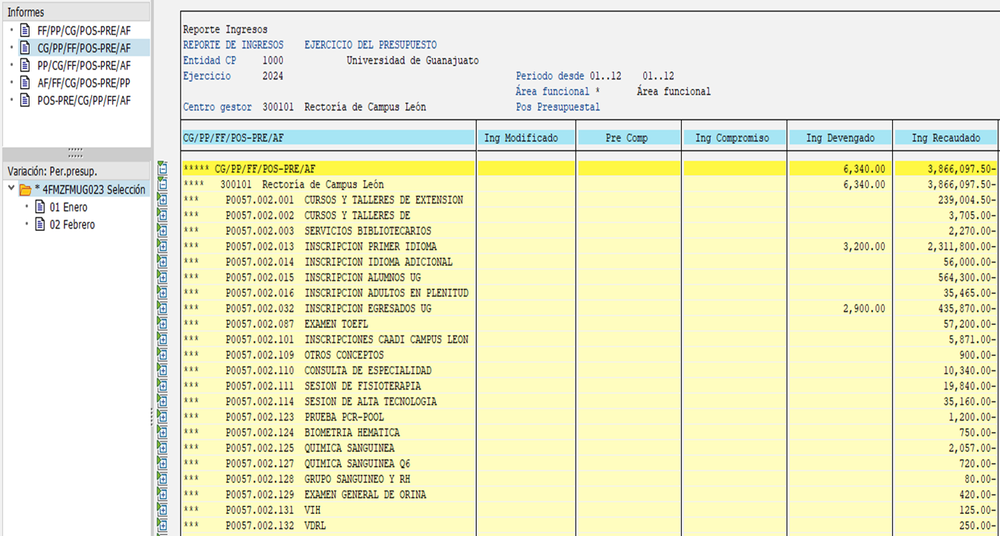 Informes
FF/PP/CG/POS-PRE/AF
CG/PP/FF/POS-PRE/AF
PP/CG/FF/POS-PRE/AF
AF/FF/CG/POS-PRE/PP
POS-PRE/CG/PP/FF/AF
Variación: Per.presup.
* 4FMZFMUG023 Selección
01 Enero
02 Febrero
Reporte Ingresos
REPORTE DE INGRESOS EJERCICIO DEL PRESUPUESTO
Entidad CP 1000 Universidad de Guanajuato
Ejercicio 2024 Periodo desde 01..12 01..12
Área funcional * Área funcional
Centro gestor 300101 Rectoría de Campus León Pos Presupuestal
CG/PP/FF/POS-PRE/AF Ing Modificado Pre Comp Ing Compromiso Ing Devengado Ing Recaudado
***** CG/PP/FF/POS-PRE/AF 6,340.00 3,866,097.50-
**** 300101 Rectoría de Campus León 6,340.00 3,866,097.50-
*** P0057.002.001 CURSOS Y TALLERES DE EXTENSION 239,004.50-
*** P0057.002.002 CURSOS Y TALLERES DE 3,705.00-
*** P0057.002.003 SERVICIOS BIBLIOTECARIOS 2,270.00-
*** P0057.002.013 INSCRIPCION PRIMER IDIOMA 3,200.00 2,311,800.00-
*** P0057.002.014 INSCRIPCION IDIOMA ADICIONAL 56,000.00-
*** P0057.002.015 INSCRIPCION ALUMNOS UG 564,300.00-
*** P0057.002.016 INSCRIPCION ADULTOS EN PLENITUD 35,465.00-
*** P0057.002.032 INSCRIPCION EGRESADOS UG 2,900.00 435,870.00-
*** P0057.002.087 EXAMEN TOEFL 57,200.00-
*** P0057.002.101 INSCRIPCIONES CAADI CAMPUS LEON 5,871.00-
*** P0057.002.109 OTROS CONCEPTOS 900.00-
*** P0057.002.110 CONSULTA DE ESPECIALIDAD 10,340.00-
*** P0057.002.111 SESION DE FISIOTERAPIA 19,840.00-
*** P0057.002.114 SESION DE ALTA TECNOLOGIA 35,160.00-
*** P0057.002.123 PRUEBA PCR-POOL 1,200.00-
*** P0057.002.124 BIOMETRIA HEMATICA 750.00-
*** P0057.002.125 QUIMICA SANGUINEA 2,057.00-
*** P0057.002.127 QUIMICA SANGUINEA Q6 720.00-
*** P0057.002.128 GRUPO SANGUINEO Y RH 80.00-
*** P0057.002.129 EXAMEN GENERAL DE ORINA 420.00-
*** P0057.002.131 VIH 125.00-
*** P0057.002.132 VDRL 250.00-